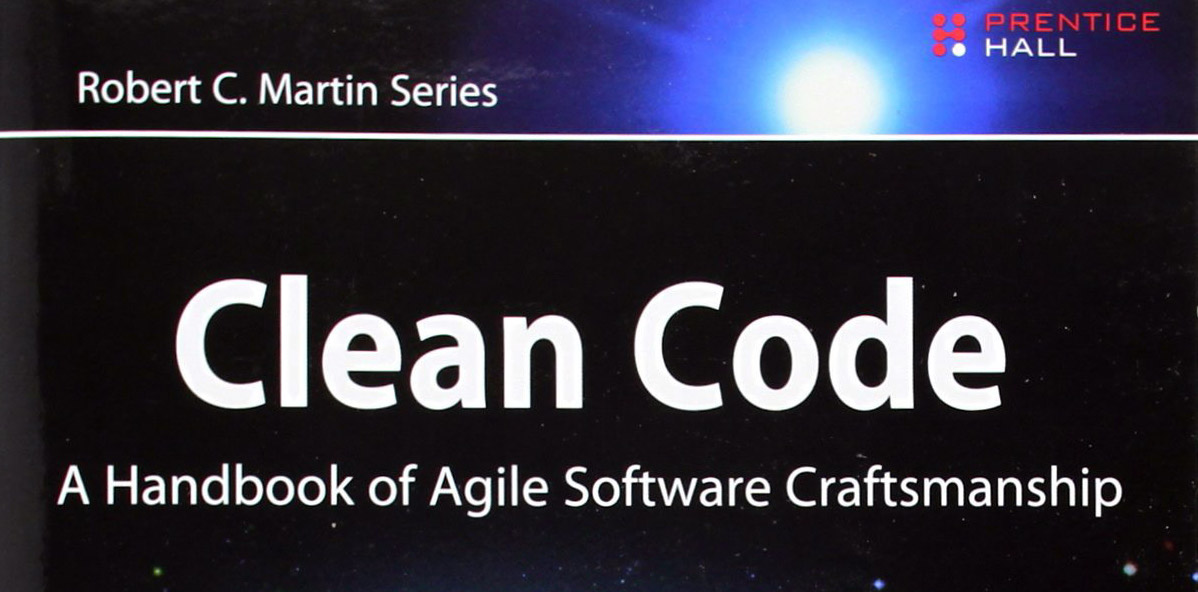 PRENTICE
HALL
Robert C. Martin Series
Clean Code
A Handbook of Agile Software Craftsmanship